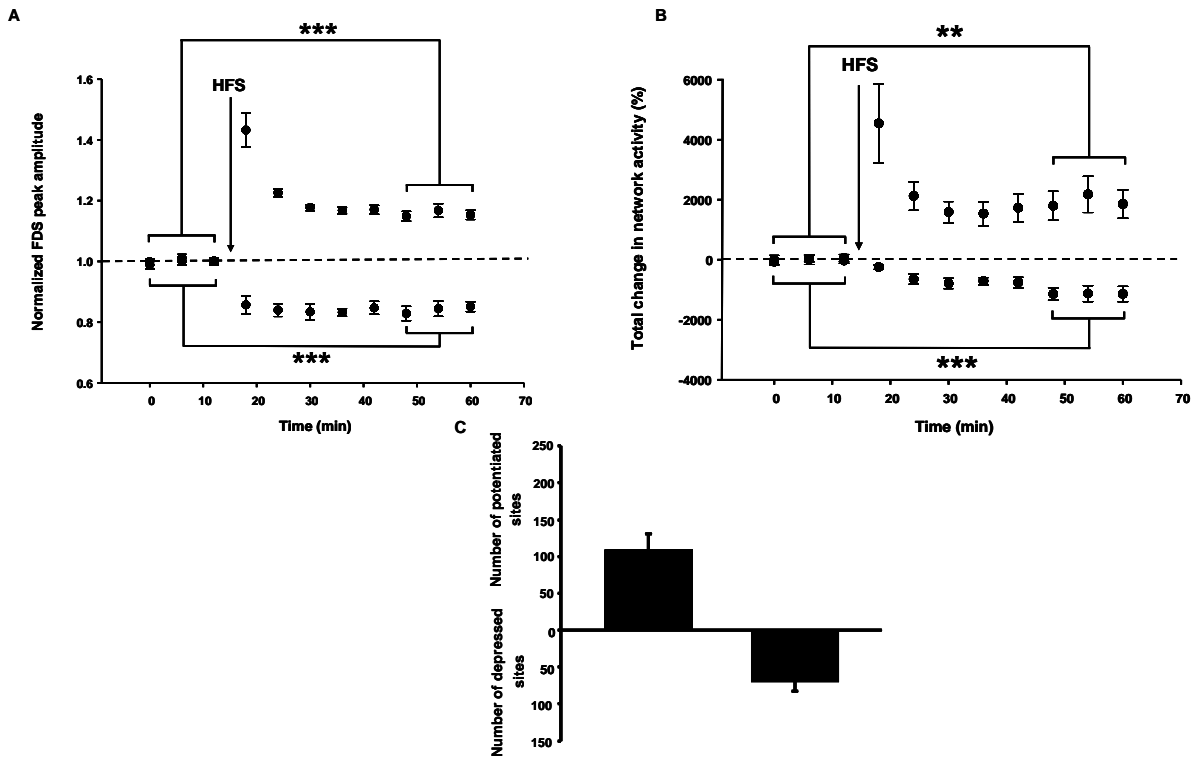 A
***
HFS
1.6
1.4
1.2
1.0
0.8
0.6
Normalized FDS peak amplitude
***
0 10 20 30 40 50 60 70
Time (min)
B
**
HFS
6000
4000
2000
0
-2000
-4000
Total change in network activity (%)
***
0 10 20 30 40 50 60 70
Time (min)
C
250
200
150
100
50
0
50
100
150
Number of potentiated
sites
Number of depressed
sites